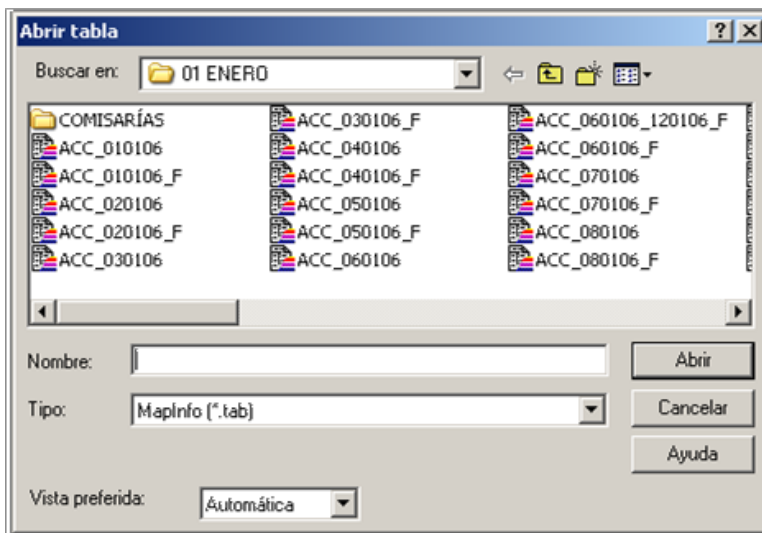 Abrir tabla
Buscar en: 01 ENERO
COMISARÍAS ACC_030106_F ACC_060106_120106_F
ACC_010106 ACC_040106 ACC_060106_F
ACC_010106_F ACC_040106_F ACC_070106
ACC_020106 ACC_050106 ACC_070106_F
ACC_020106_F ACC_050106_F ACC_080106
ACC_030106 ACC_060106 ACC_080106_F
Nombre: Abrir
Tipo: MapInfo (*.tab) Cancelar
Ayuda
Vista preferida: Automática